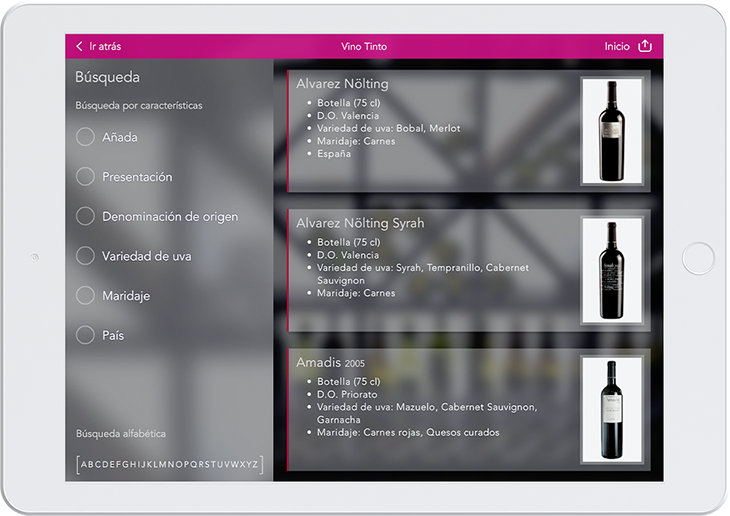 Ir atrás
Vino Tinto
Inicio
Búsqueda
Búsqueda por características
Añada
Presentación
Denominación de origen
Variedad de uva
Maridaje
País
Búsqueda alfabética
[ABCDEFGHIJKLMNOPQRSTUVWXYZ]
Alvarez Nölting
• Botella (75 cl)
• D.O. Valencia
• Variedad de uva: Bobal, Merlot
• Maridaje: Carnes
• España
Alvarez Nölting Syrah
• Botella (75 cl)
• D.O. Valencia
• Variedad de uva: Syrah, Tempranillo, Cabernet
Sauvignon
• Maridaje: Carnes
Amadis 2005
• Botella (75 cl)
• D.O. Priorato
• Variedad de uva: Mazuelo, Cabernet Sauvignon,
Garnacha
• Maridaje: Carnes rojas, Quesos curados